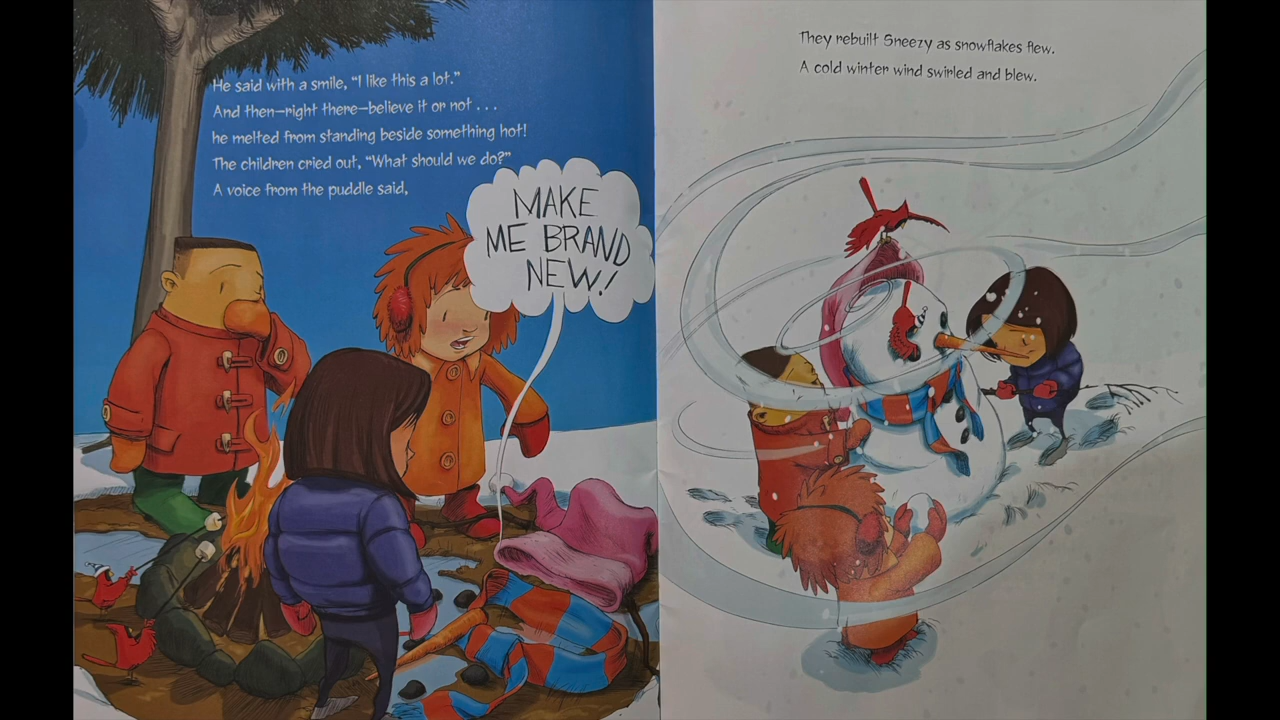 He said with a smile, “I like this a lot.”
And then—right there—believe it or not . . .
he melted from standing beside something hot!
The children cried out, “What should we do?”
A voice from the puddle said,
MAKE
ME BRAND
NEW!
They rebuilt Sneezy as snowflakes flew.
A cold winter wind swirled and blew.